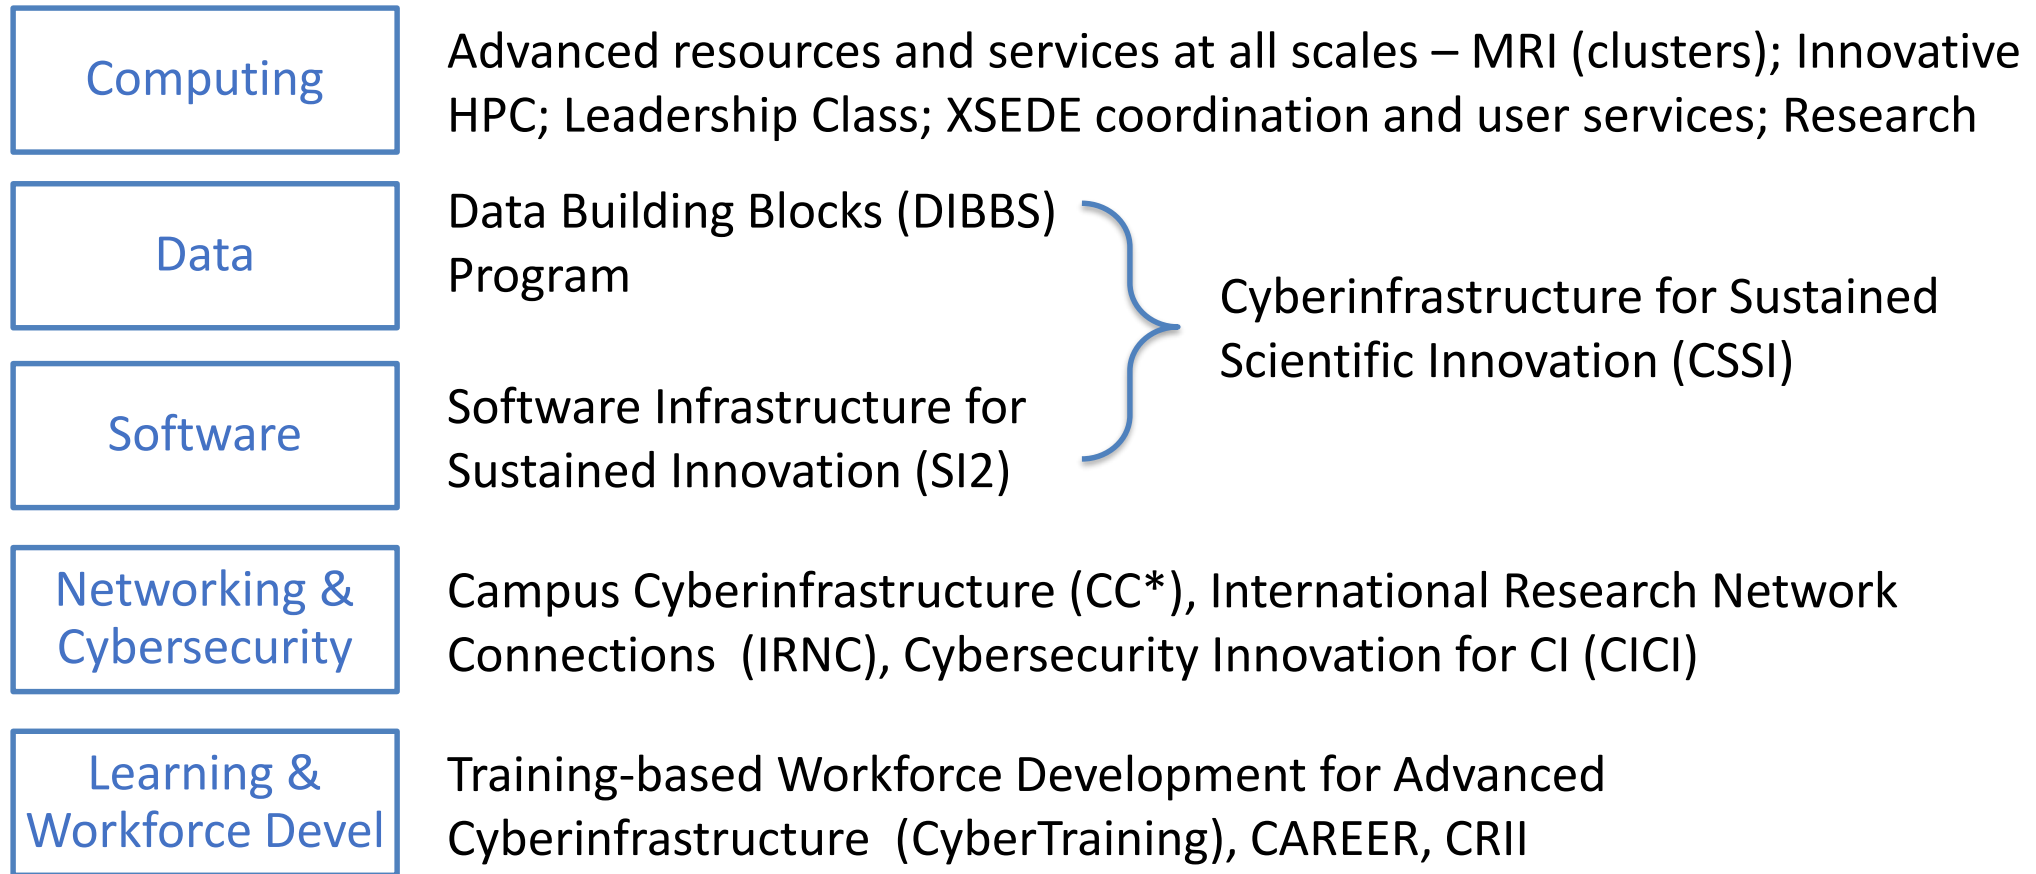 Computing
Advanced resources and services at all scales – MRI (clusters); Innovative
HPC; Leadership Class; XSEDE coordination and user services; Research
Data
Data Building Blocks (DIBBS)
Program
Software
Software Infrastructure for
Sustained Innovation (SI2)
Cyberinfrastructure for Sustained
Scientific Innovation (CSSI)
Networking &
Cybersecurity
Campus Cyberinfrastructure (CC*), International Research Network
Connections  (IRNC), Cybersecurity Innovation for CI (CICI)
Learning &
Workforce Devel
Training-based Workforce Development for Advanced
Cyberinfrastructure  (CyberTraining), CAREER, CRII